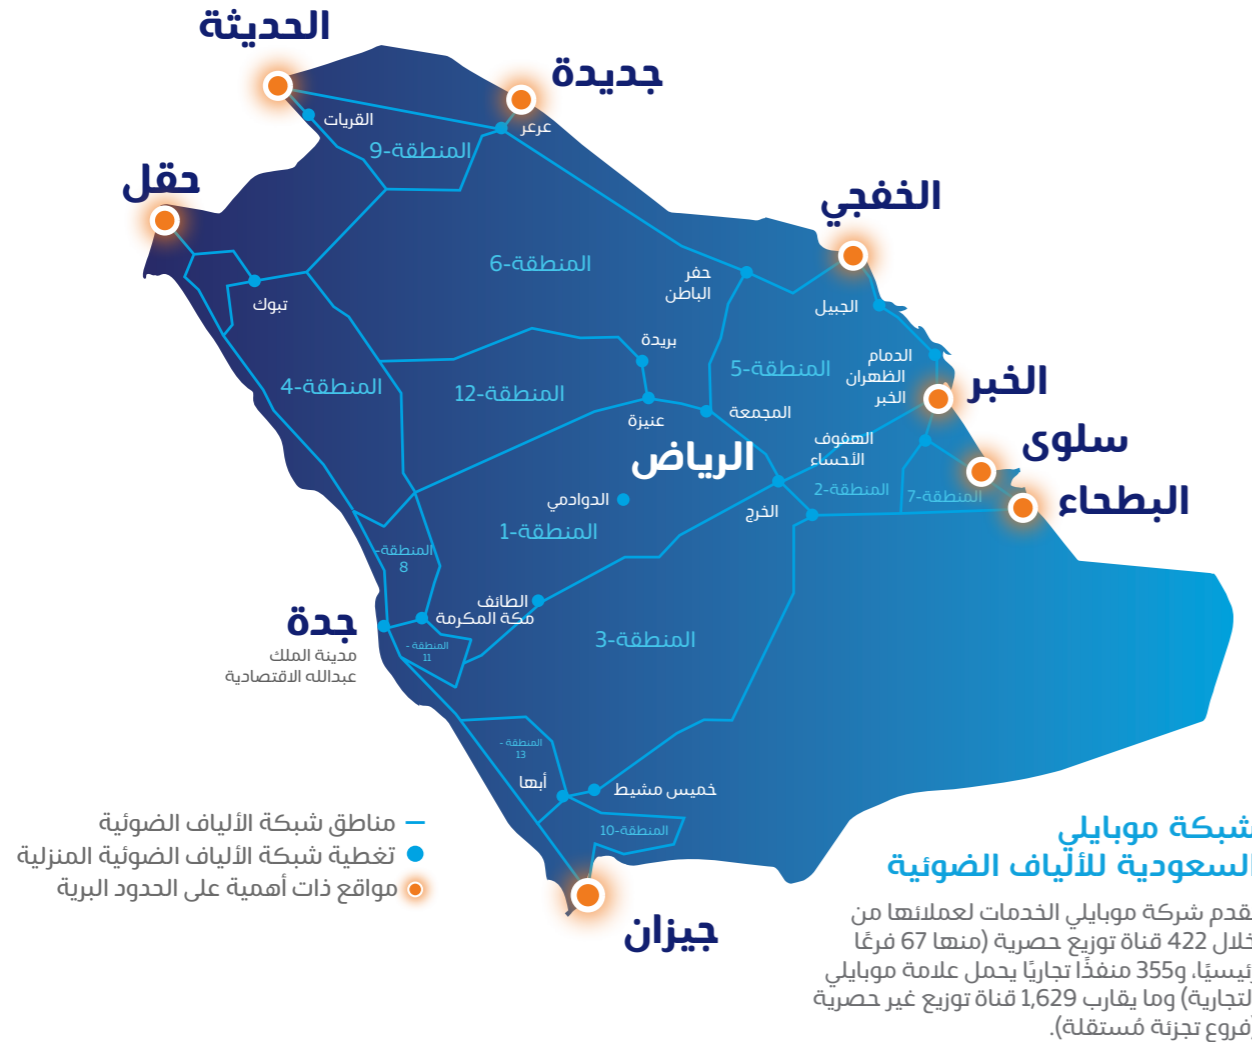 الحديثة
جديدة
القريات
عرعر
المنطقة-9
حقل
الخفجي
المنطقة-6
حفر
الباطن
تبوك
الجبيل
بريدة
الدمام
الظهران
الخبر
المنطقة-5
الخبر
المنطقة-4
المنطقة-12
المجمعة
عنيزة
سلوى
الهفوف
الأحساء
الرياض
المنطقة-2
المنطقة-7
البطحاء
الدوادمي
الخرج
المنطقة-1
المنطقة-
8
الطائف
مكة المكرمة
جدة
مدينة الملك
عبدالله الاقتصادية
المنطقة -
11
المنطقة-3
المنطقة -
13
أبها
خميس مشيط
المنطقة-10
جيزان
مناطق شبكة الألياف الضوئية
تغطية شبكة الألياف الضوئية المنزلية
مواقع ذات أهمية على الحدود البرية
شبكة موبايلي
السعودية للألياف الضوئية
قدم شركة موبايلي الخدمات لعملائها من
خلال 422 قناة توزيع حصرية (منها 67 فرعًا
رئيسيًا، و355 منفذًا تجاريًا يحمل علامة موبايلي
لتجارية) وما يقارب 1,629 قناة توزيع غير حصرية
(فروع تجزئة مُستقلة).